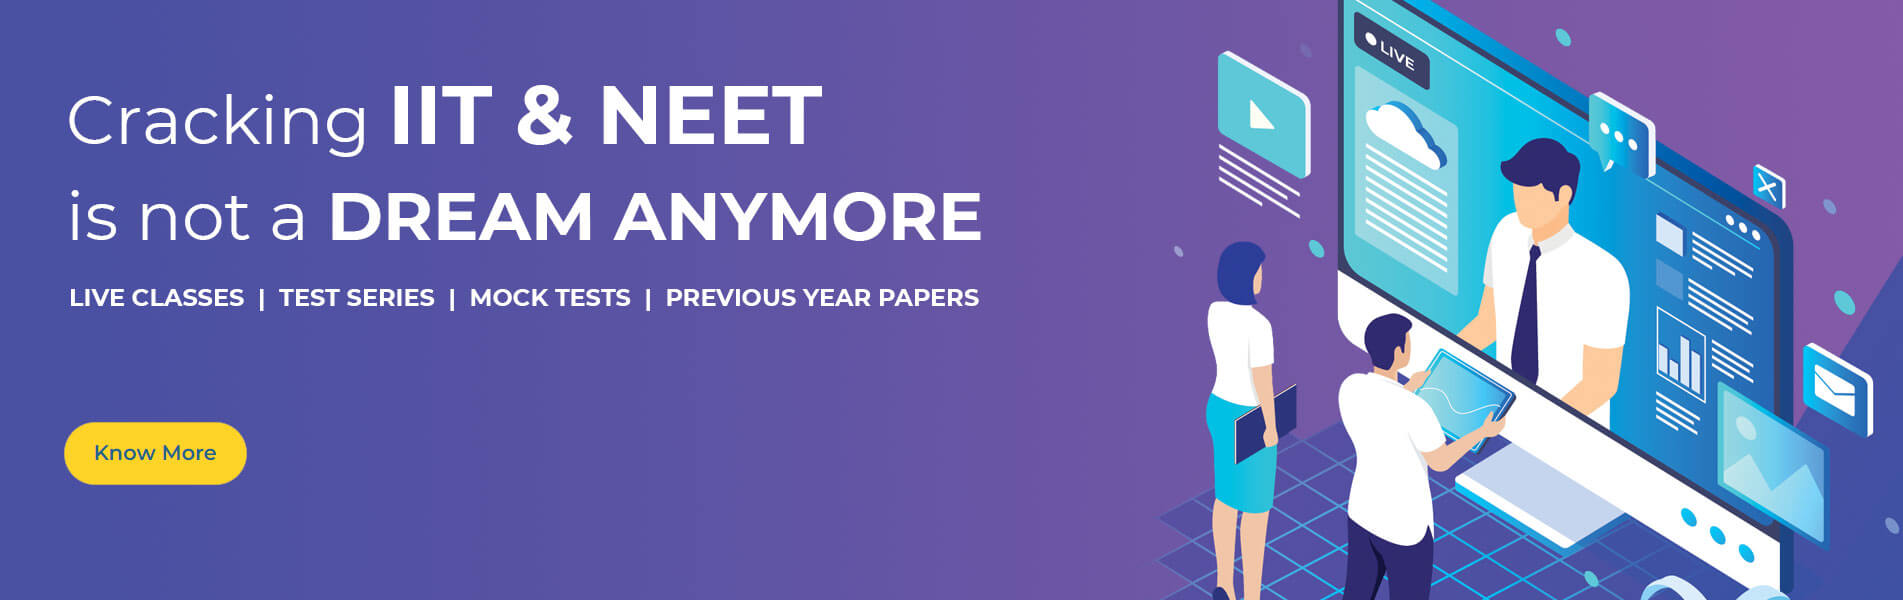 Cracking IIT & NEET
is not a DREAM ANYMORE
LIVE CLASSES | TEST SERIES | MOCK TESTS | PREVIOUS YEAR PAPERS
Know More
LIVE